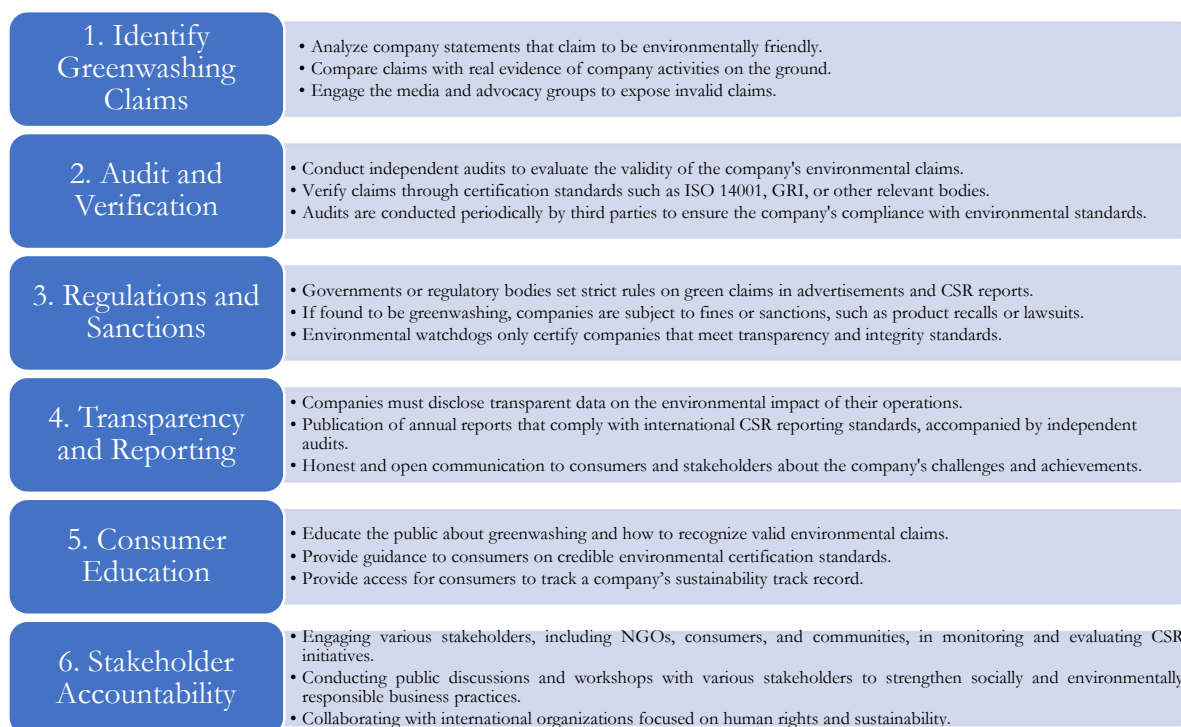 1. Identify
Greenwashing
Claims
• Analyze company statements that claim to be environmentally friendly.
• Compare claims with real evidence of company activities on the ground.
• Engage the media and advocacy groups to expose invalid claims.
2. Audit and
Verification
• Conduct independent audits to evaluate the validity of the company's environmental claims.
• Verify claims through certification standards such as ISO 14001, GRI, or other relevant bodies.
• Audits are conducted periodically by third parties to ensure the company's compliance with environmental standards.
3. Regulations and
Sanctions
• Governments or regulatory bodies set strict rules on green claims in advertisements and CSR reports.
• If found to be greenwashing, companies are subject to fines or sanctions, such as product recalls or lawsuits.
• Environmental watchdogs only certify companies that meet transparency and integrity standards.
4. Transparency
and Reporting
• Companies must disclose transparent data on the environmental impact of their operations.
• Publication of annual reports that comply with international CSR reporting standards, accompanied by independent
audits.
• Honest and open communication to consumers and stakeholders about the company's challenges and achievements.
5. Consumer
Education
• Educate the public about greenwashing and how to recognize valid environmental claims.
• Provide guidance to consumers on credible environmental certification standards.
• Provide access for consumers to track a company’s sustainability track record.
6. Stakeholder
Accountability
• Engaging various stakeholders, including NGOs, consumers, and communities, in monitoring and evaluating CSR
initiatives.
• Conducting public discussions and workshops with various stakeholders to strengthen socially and environmentally
responsible business practices.
• Collaborating with international organizations focused on human rights and sustainability.